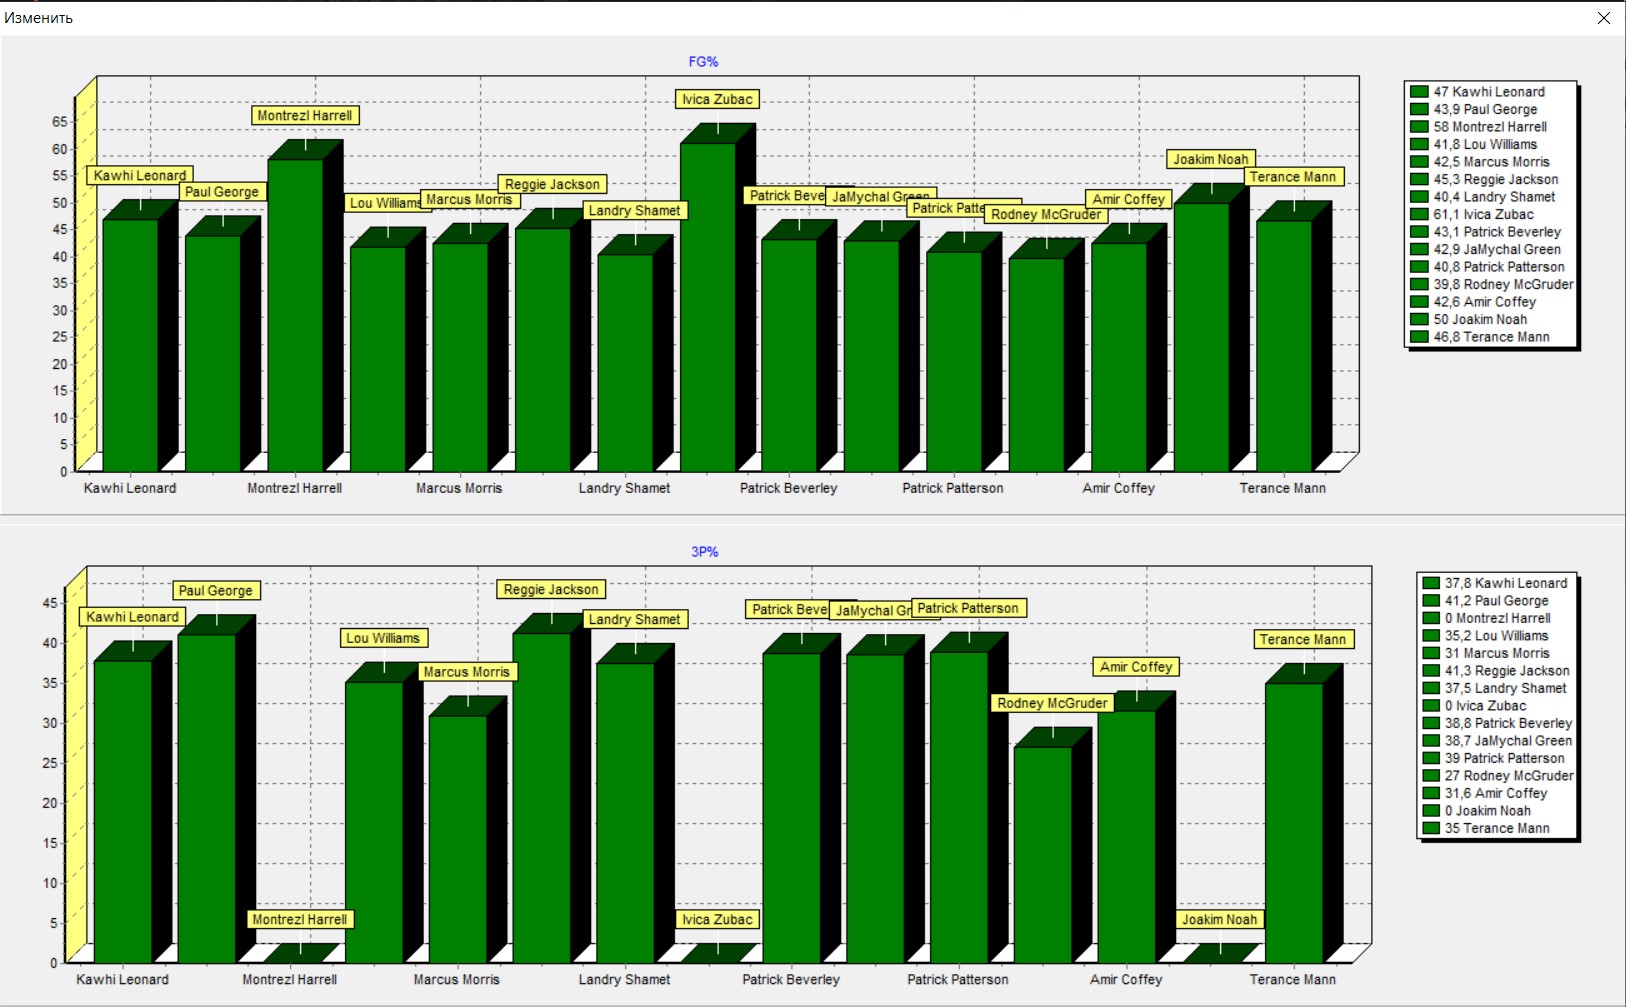 Изменить
FG%
65
60
55
50
45
40
35
30
25
20
15
10
5
0
Kawhi Leonard
Paul George
Montrezl Harrell
Lou Williams
Marcus Morris
Reggie Jackson
Landry Shamet
Ivica Zubac
Patrick Beve
JaMychal Green
Patrick Patte
Rodney McGruder
Amir Coffey
Joakim Noah
Terance Mann
Kawhi Leonard
Montrezl Harrell
Marcus Morris
Landry Shamet
Patrick Beverley
Patrick Patterson
Amir Coffey
Terance Mann
47 Kawhi Leonard
43,9 Paul George
58 Montrezl Harrell
41,8 Lou Williams
42,5 Marcus Morris
45,3 Reggie Jackson
40,4 Landry Shamet
61,1 Ivica Zubac
43,1 Patrick Beverley
42,9 JaMychal Green
40,8 Patrick Patterson
39,8 Rodney McGruder
42,6 Amir Coffey
50 Joakim Noah
46,8 Terance Mann
3P%
45
40
35
30
25
20
15
10
5
0
Kawhi Leonard
Paul George
Montrezl Harrell
Lou Williams
Marcus Morris
Reggie Jackson
Landry Shamet
Ivica Zubac
Patrick Beve
JaMychal Gr
Patrick Patterson
Rodney McGruder
Amir Coffey
Joakim Noah
Terance Mann
Kawhi Leonard
Montrezl Harrell
Marcus Morris
Landry Shamet
Patrick Beverley
Patrick Patterson
Amir Coffey
Terance Mann
37,8 Kawhi Leonard
41,2 Paul George
0 Montrezl Harrell
35,2 Lou Williams
31 Marcus Morris
41,3 Reggie Jackson
37,5 Landry Shamet
0 Ivica Zubac
38,8 Patrick Beverley
38,7 JaMychal Green
39 Patrick Patterson
27 Rodney McGruder
31,6 Amir Coffey
0 Joakim Noah
35 Terance Mann